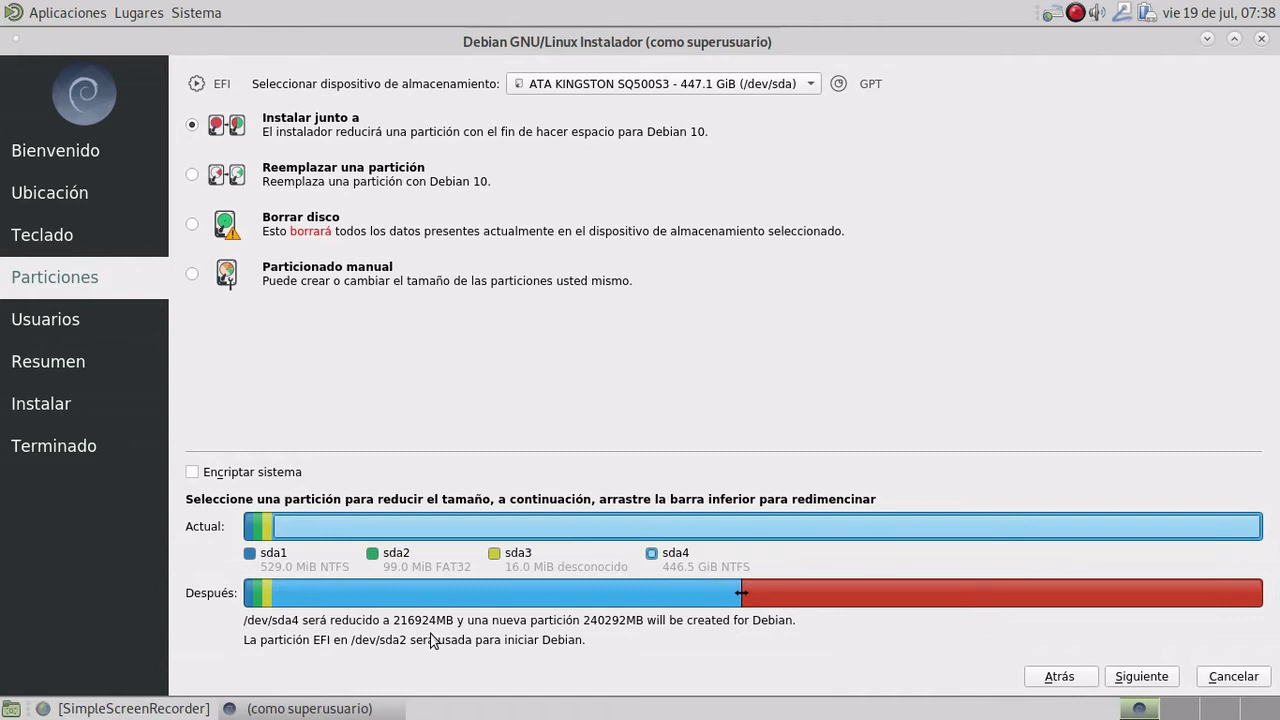 Aplicaciones Lugares Sistema vie 19 de jul, 07:38
Debian GNU/Linux Instalador (como superusuario)
EFI Seleccionar dispositivo de almacenamiento: ATA KINGSTON SQ500S3 - 447.1 GiB (/dev/sda) GPT
Instalar junto a
El instalador reducirá una partición con el fin de hacer espacio para Debian 10.
Reemplazar una partición
Reemplaza una partición con Debian 10.
Borrar disco
Esto borrará todos los datos presentes actualmente en el dispositivo de almacenamiento seleccionado.
Particionado manual
Puede crear o cambiar el tamaño de las particiones usted mismo.
Bienvenido
Ubicación
Teclado
Particiones
Usuarios
Resumen
Instalar
Terminado
Encriptar sistema
Seleccione una partición para reducir el tamaño, a continuación, arrastre la barra inferior para redimencinar
Actual:
sda1 sda2 sda3 sda4
529.0 MiB NTFS 99.0 MiB FAT32 16.0 MiB desconocido 446.5 GiB NTFS
Después:
/dev/sda4 será reducido a 216924MB y una nueva partición 240292MB will be created for Debian.
La partición EFI en /dev/sda2 será usada para iniciar Debian.
Atrás Siguiente Cancelar
[SimpleScreenRecorder] (como superusuario)